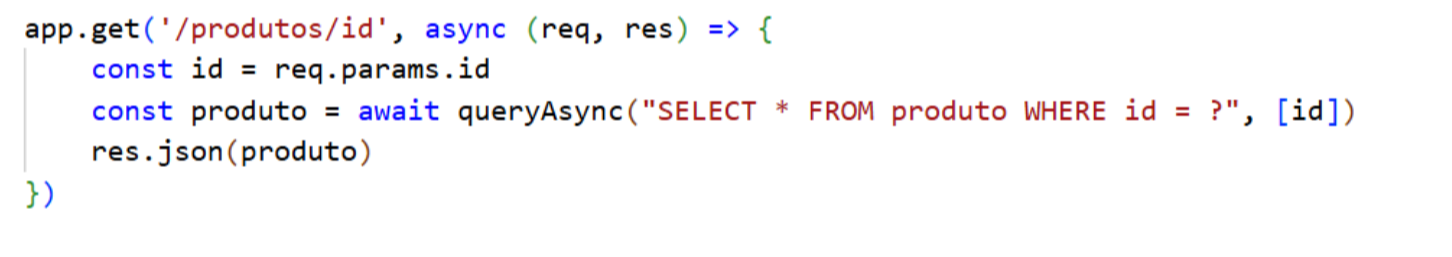 app.get('/produtos/id', async (req, res) => {
    const id = req.params.id
    const produto = await queryAsync("SELECT * FROM produto WHERE id = ?", [id])
    res.json(produto)
})